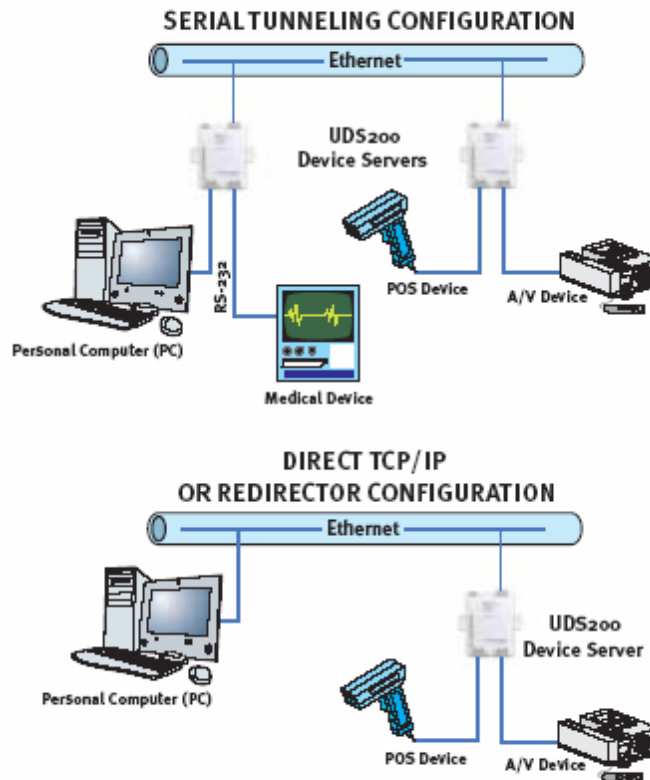 SERIAL TUNNELING CONFIGURATION
Ethernet
UDS200
Device Servers
RS-232
POS Device
A/V Device
Personal Computer (PC)
Medical Device
DIRECT TCP/IP
OR REDIRECTOR CONFIGURATION
Ethernet
UDS200
Device Server
Personal Computer (PC)
POS Device
A/V Device